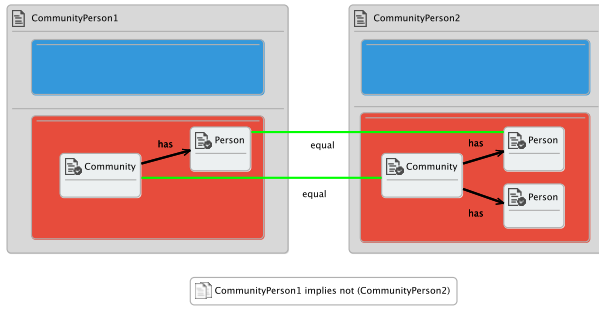 CommunityPerson1
CommunityPerson2
has
Person
equal
Community
equal
has
Person
Community
has
Person
CommunityPerson1 implies not (CommunityPerson2)